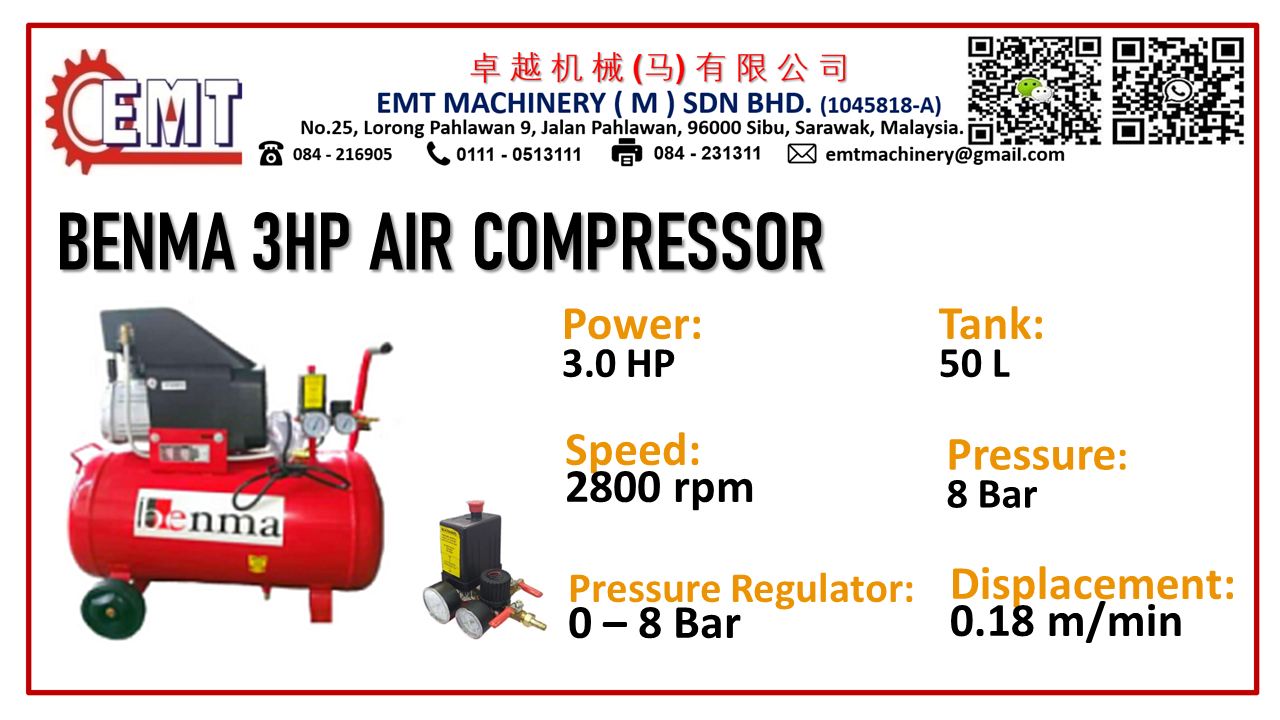 EMT
卓越机械(马)有限公司
EMT MACHINERY ( M ) SDN BHD. (1045818-A)
No.25, Lorong Pahlawan 9, Jalan Pahlawan, 96000 Sibu, Sarawak, Malaysia.
084 - 216905 0111 - 0513111 084 - 231311 emtmachinery@gmail.com
BENMA 3HP AIR COMPRESSOR
Power:
3.0 HP
Tank:
50 L
Speed:
2800 rpm
Pressure:
8 Bar
Pressure Regulator:
0 – 8 Bar
Displacement:
0.18 m/min
benma